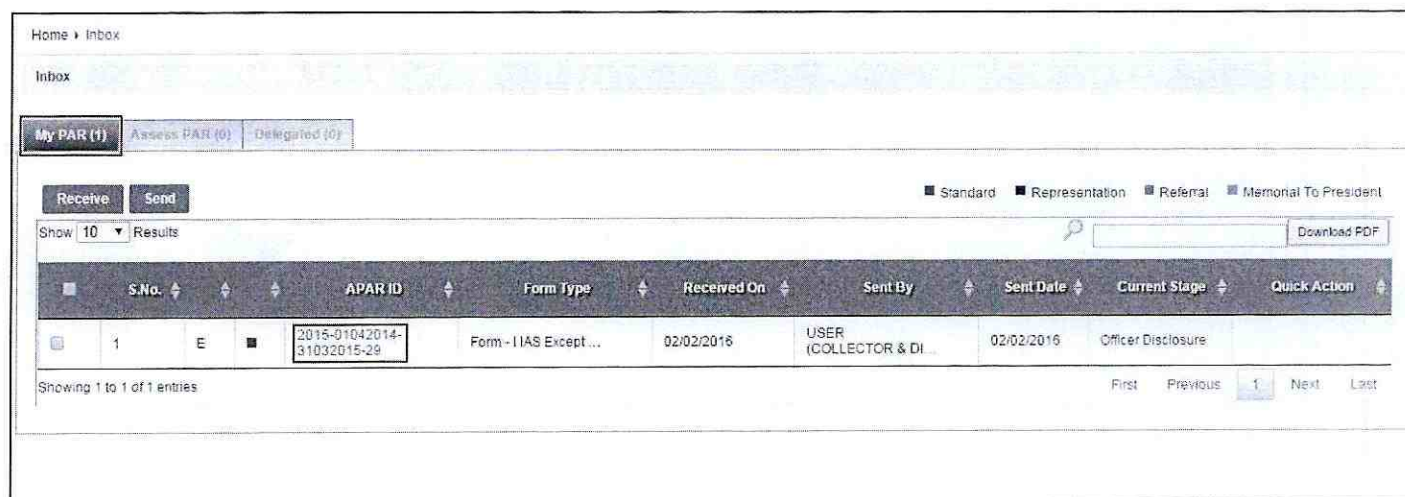 Home › Inbox
Inbox
My PAR (1) Assess PAR (0) Delegated (0)
Receive Send
Standard Representation Referral Memorial To President
Show 10 Results
Download PDF
S.No. APAR ID Form Type Received On Sent By Sent Date Current Stage Quick Action
1 E 2015-01042014-31032015-29 Form - I IAS Except ... 02/02/2016 USER (COLLECTOR & DI... 02/02/2016 Officer Disclosure
Showing 1 to 1 of 1 entries
First Previous 1 Next Last